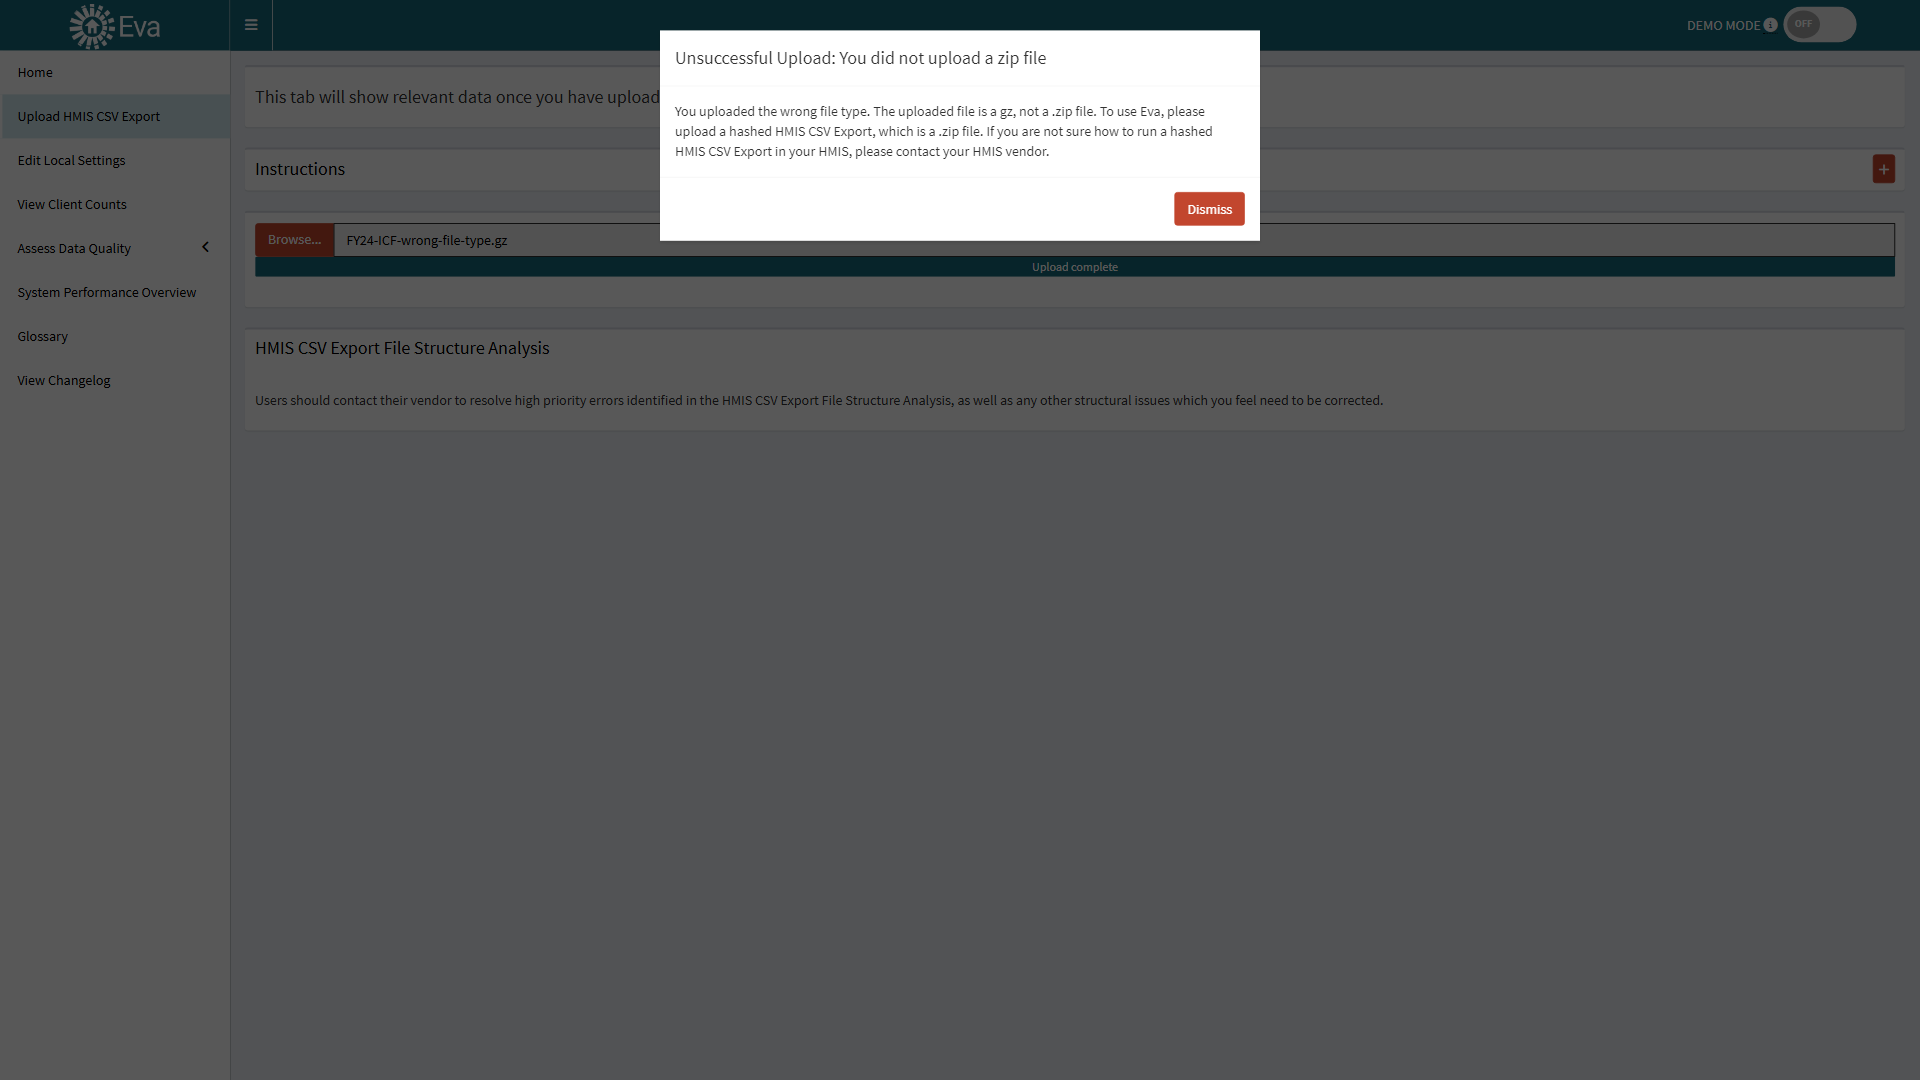 Eva
DEMO MODE
OFF
Home
Upload HMIS CSV Export
Edit Local Settings
View Client Counts
Assess Data Quality
System Performance Overview
Glossary
View Changelog
Unsuccessful Upload: You did not upload a zip file
You uploaded the wrong file type. The uploaded file is a gz, not a .zip file. To use Eva, please
upload a hashed HMIS CSV Export, which is a .zip file. If you are not sure how to run a hashed
HMIS CSV Export in your HMIS, please contact your HMIS vendor.
Dismiss
This tab will show relevant data once you have upload
Instructions
+
Browse...
FY24-ICF-wrong-file-type.gz
Upload complete
HMIS CSV Export File Structure Analysis
Users should contact their vendor to resolve high priority errors identified in the HMIS CSV Export File Structure Analysis, as well as any other structural issues which you feel need to be corrected.